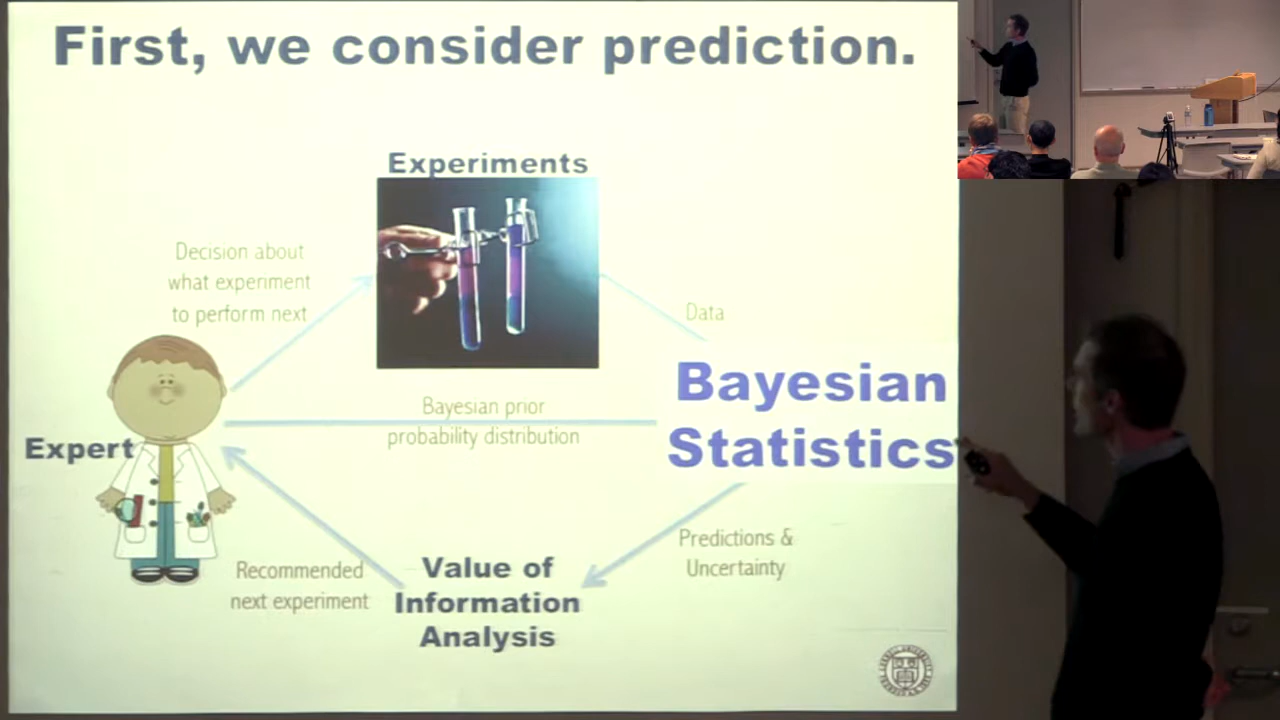 First, we consider prediction.
Experiments
Decision about
what experiment
to perform next
Data
Bayesian
Statistics
Bayesian prior
probability distribution
Expert
Predictions &
Uncertainty
Recommended
next experiment
Value of
Information
Analysis